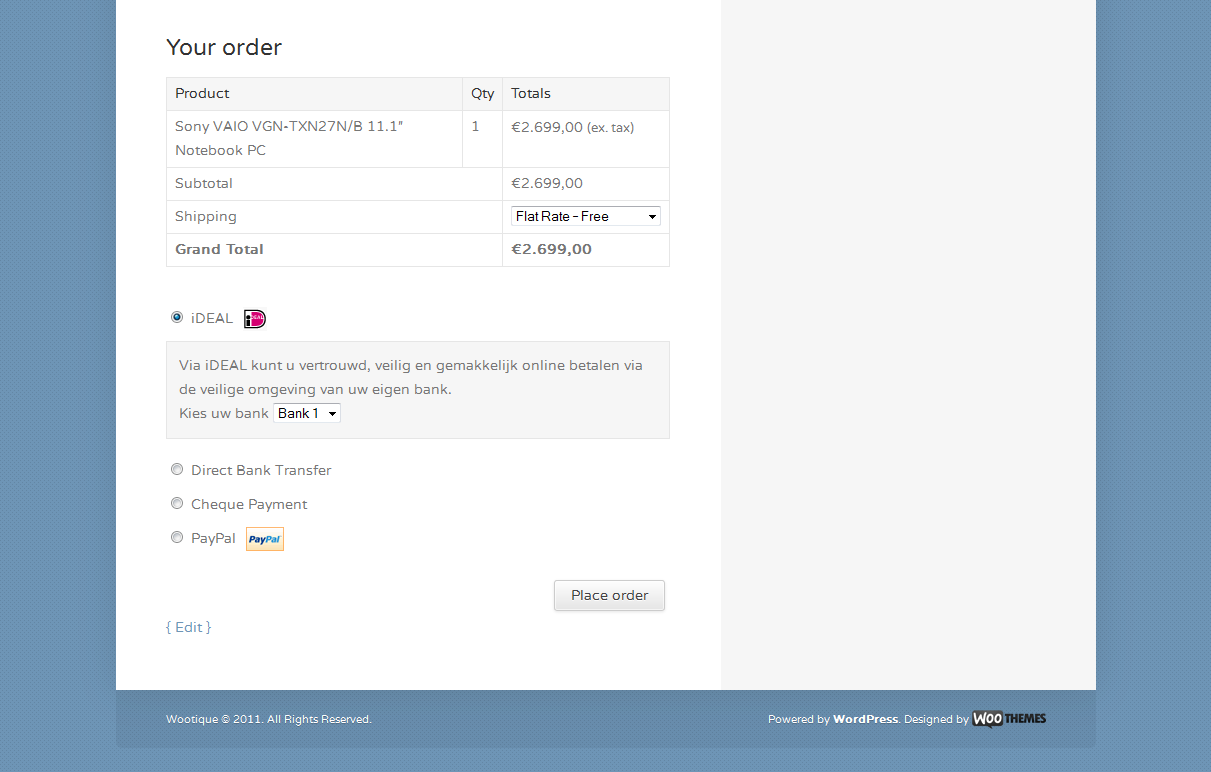 Your order
Product Qty Totals
Sony VAIO VGN-TXN27N/B 11.1″ 1 €2.699,00 (ex. tax)
Notebook PC
Subtotal €2.699,00
Shipping Flat Rate – Free
Grand Total €2.699,00
iDEAL iDEAL
Via iDEAL kunt u vertrouwd, veilig en gemakkelijk online betalen via
de veilige omgeving van uw eigen bank.
Kies uw bank Bank 1
Direct Bank Transfer
Cheque Payment
PayPal PayPal
Place order
{ Edit }
Wootique © 2011. All Rights Reserved. Powered by WordPress. Designed by WOOTHEMES